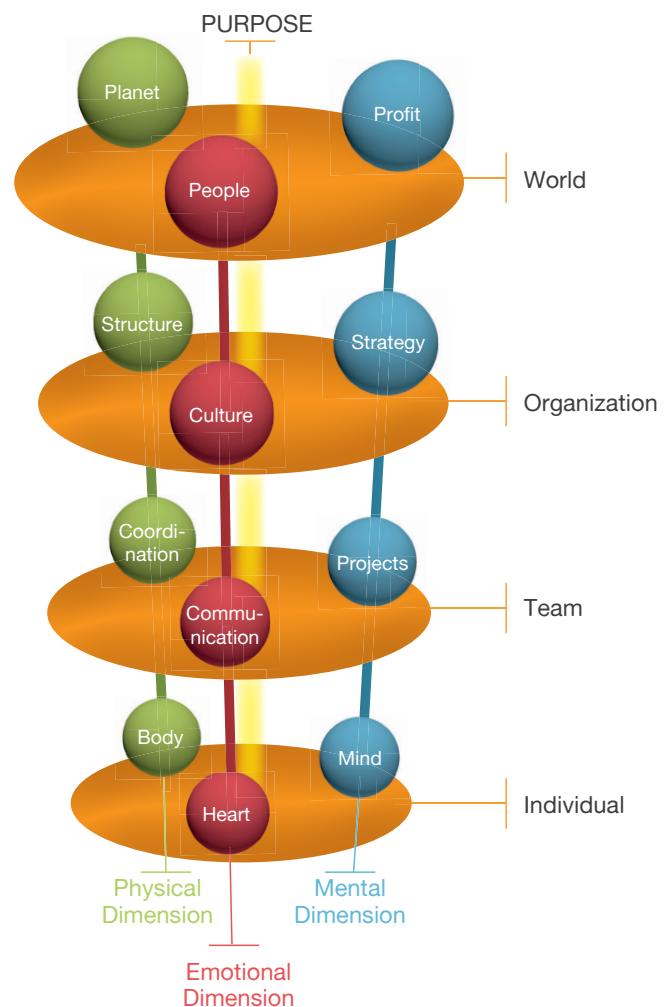 PURPOSE
Planet
Profit
People
World
Structure
Strategy
Culture
Organization
Coordi-
nation
Projects
Commu-
nication
Team
Body
Mind
Heart
Individual
Physical
Dimension
Mental
Dimension
Emotional
Dimension